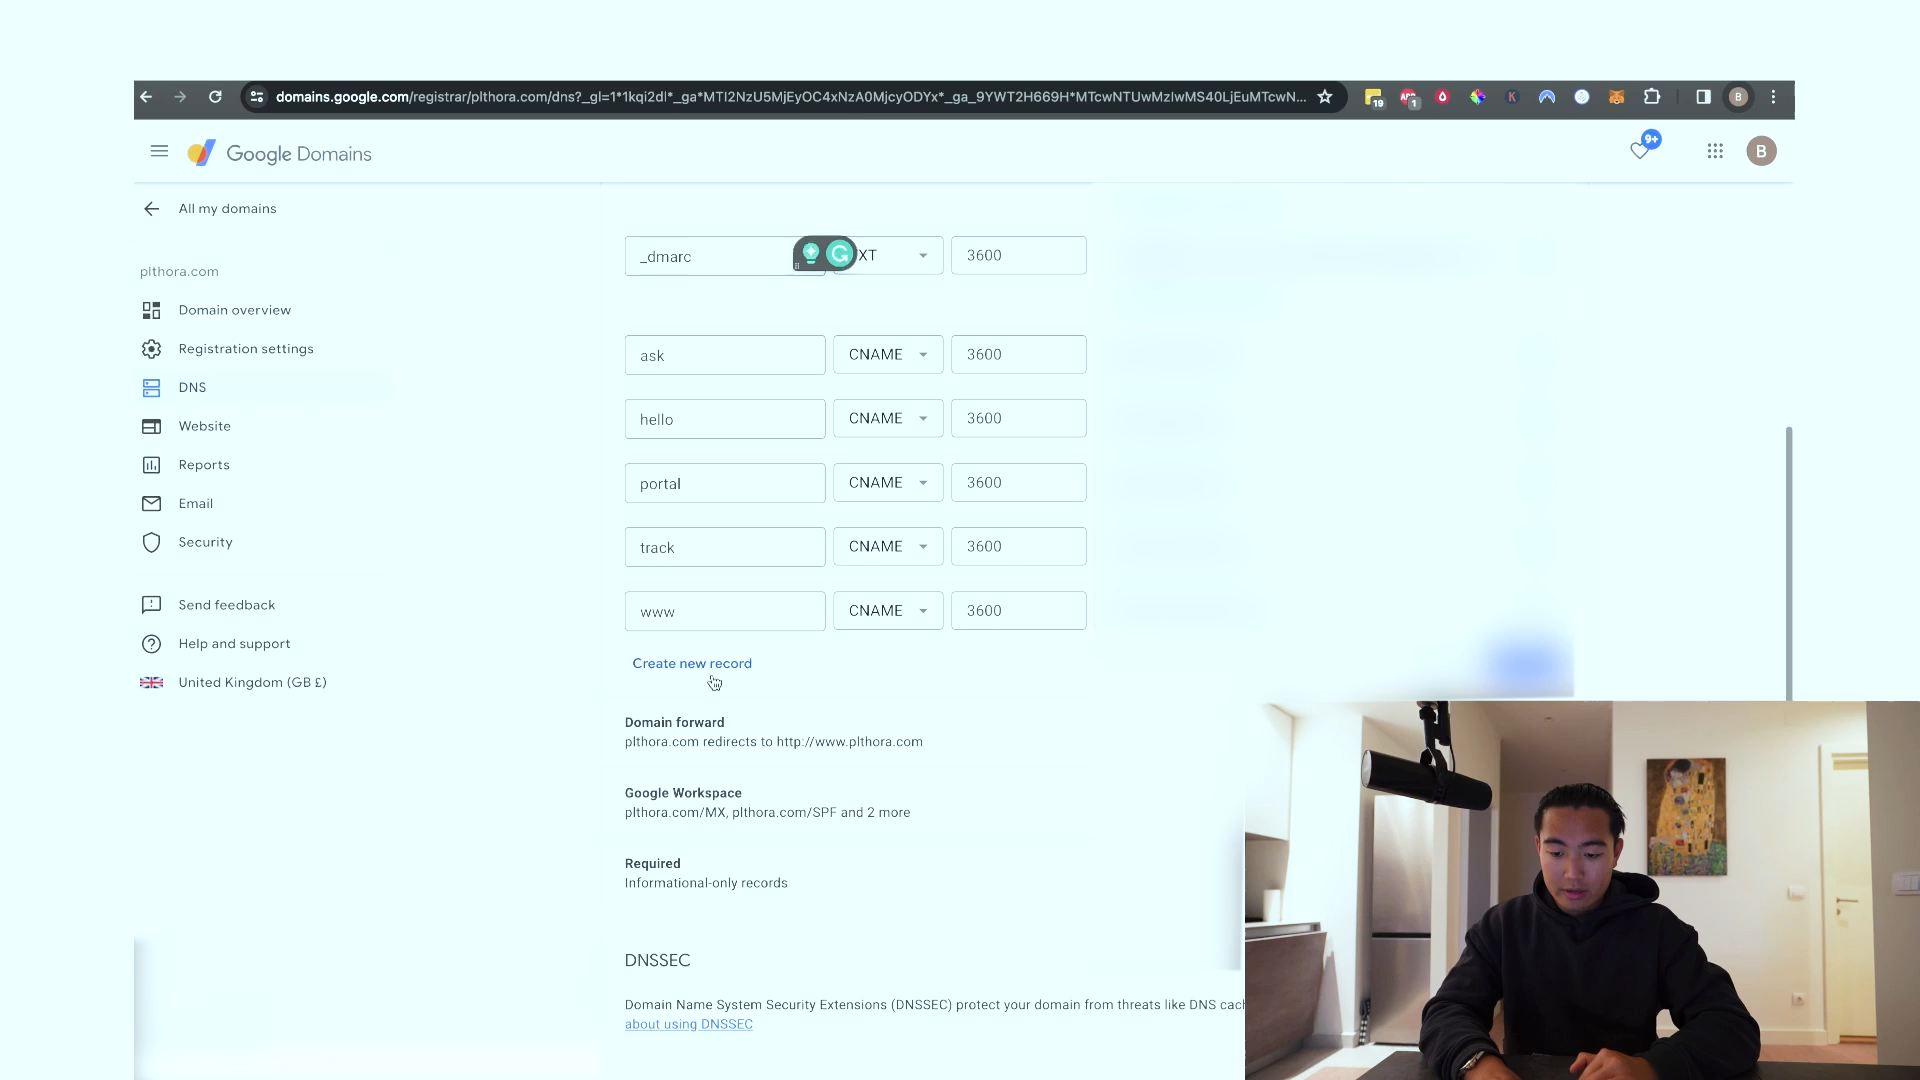 domains.google.com/registrar/plthora.com/dns?_gl=1*1kqi2dl*_ga*MTI2NzU5MjEyOC4xNzA0MjcyODYx*_ga_9YWT2H669H*MTcwNTUwMzIwMS40LjEuMTcwN...
19
1
K
B
Google Domains
9+
B
All my domains
plthora.com
Domain overview
Registration settings
DNS
Website
Reports
Email
Security
Send feedback
Help and support
United Kingdom (GB £)
_dmarc XT 3600
ask CNAME 3600
hello CNAME 3600
portal CNAME 3600
track CNAME 3600
www CNAME 3600
Create new record
Domain forward
plthora.com redirects to http://www.plthora.com
Google Workspace
plthora.com/MX, plthora.com/SPF and 2 more
Required
Informational-only records
DNSSEC
Domain Name System Security Extensions (DNSSEC) protect your domain from threats like DNS cach
about using DNSSEC